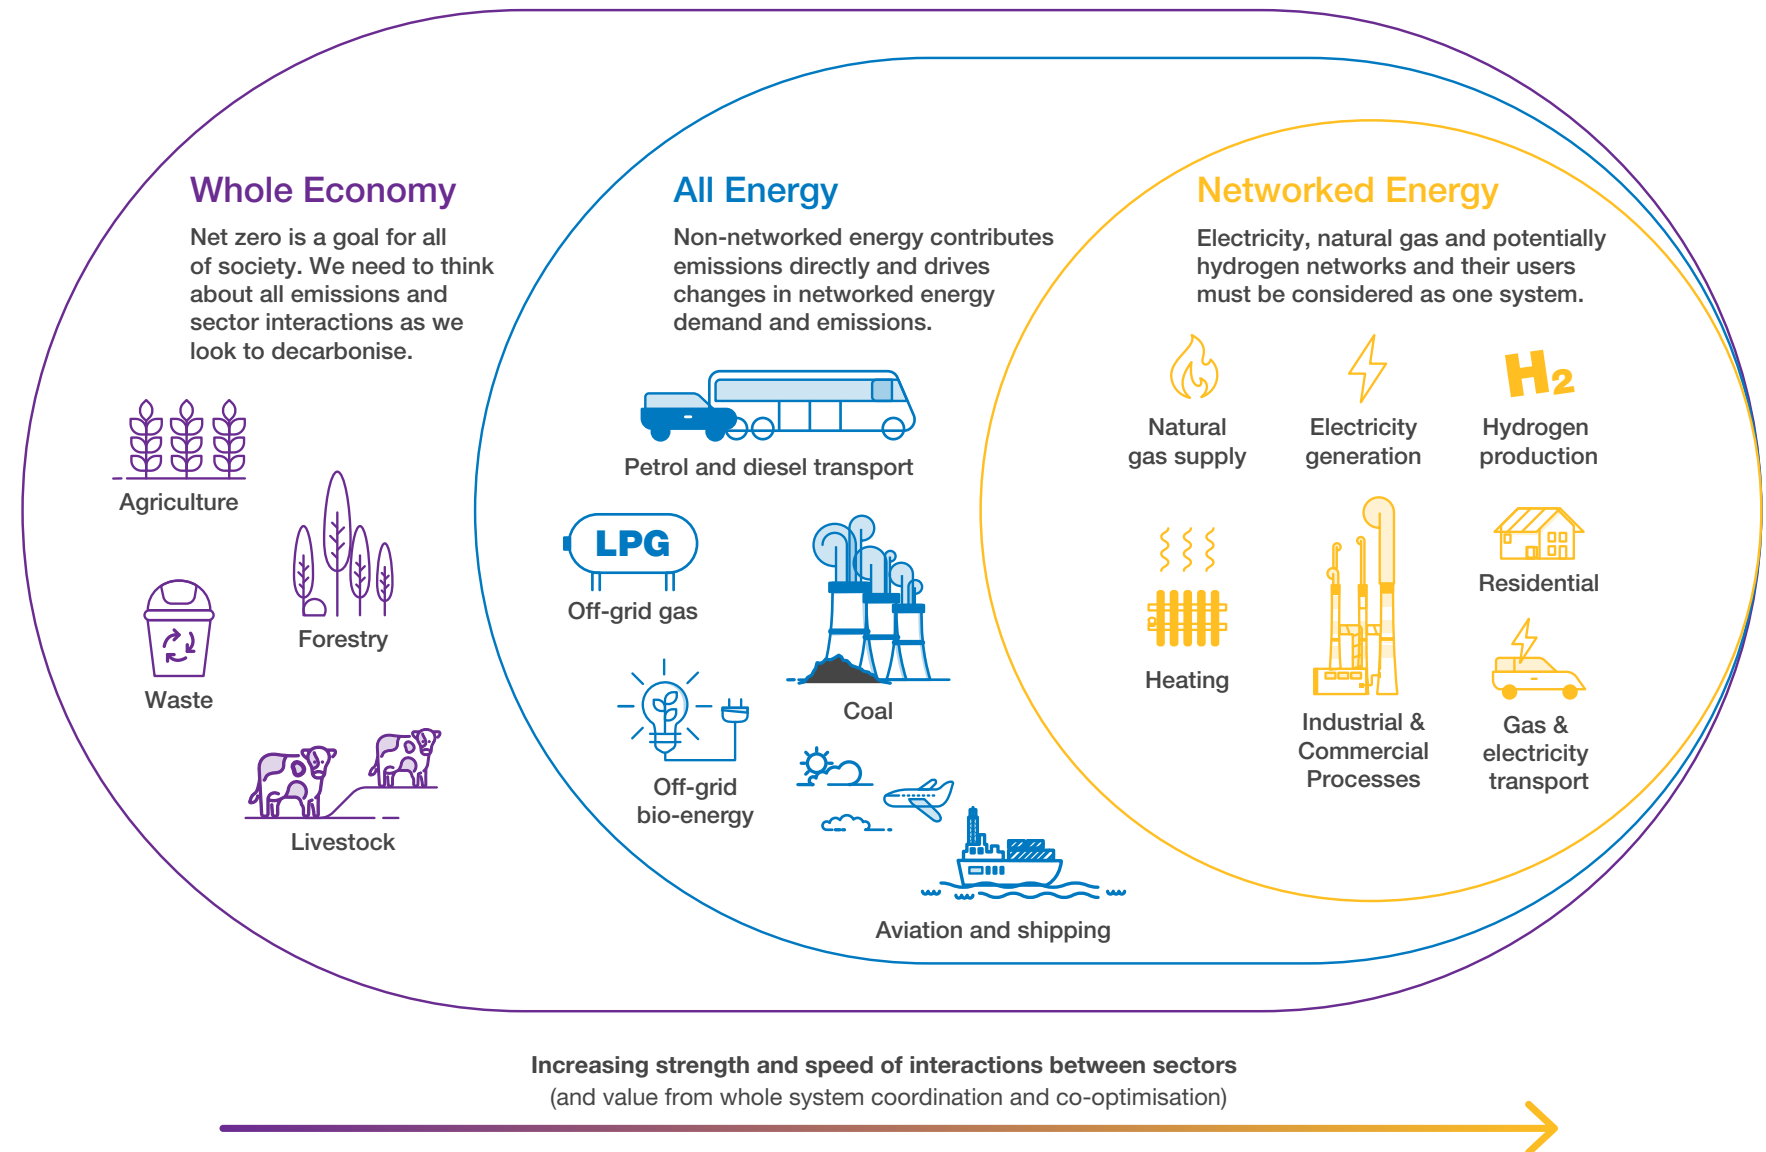 Whole Economy
Net zero is a goal for all
of society. We need to think
about all emissions and
sector interactions as we
look to decarbonise.
Agriculture
Forestry
Waste
Livestock
All Energy
Non-networked energy contributes
emissions directly and drives
changes in networked energy
demand and emissions.
Petrol and diesel transport
LPG
Off-grid gas
Coal
Off-grid
bio-energy
Aviation and shipping
Networked Energy
Electricity, natural gas and potentially
hydrogen networks and their users
must be considered as one system.
Natural
gas supply
Electricity
generation
H2
Hydrogen
production
Heating
Industrial &
Commercial
Processes
Residential
Gas &
electricity
transport
Increasing strength and speed of interactions between sectors
(and value from whole system coordination and co-optimisation)